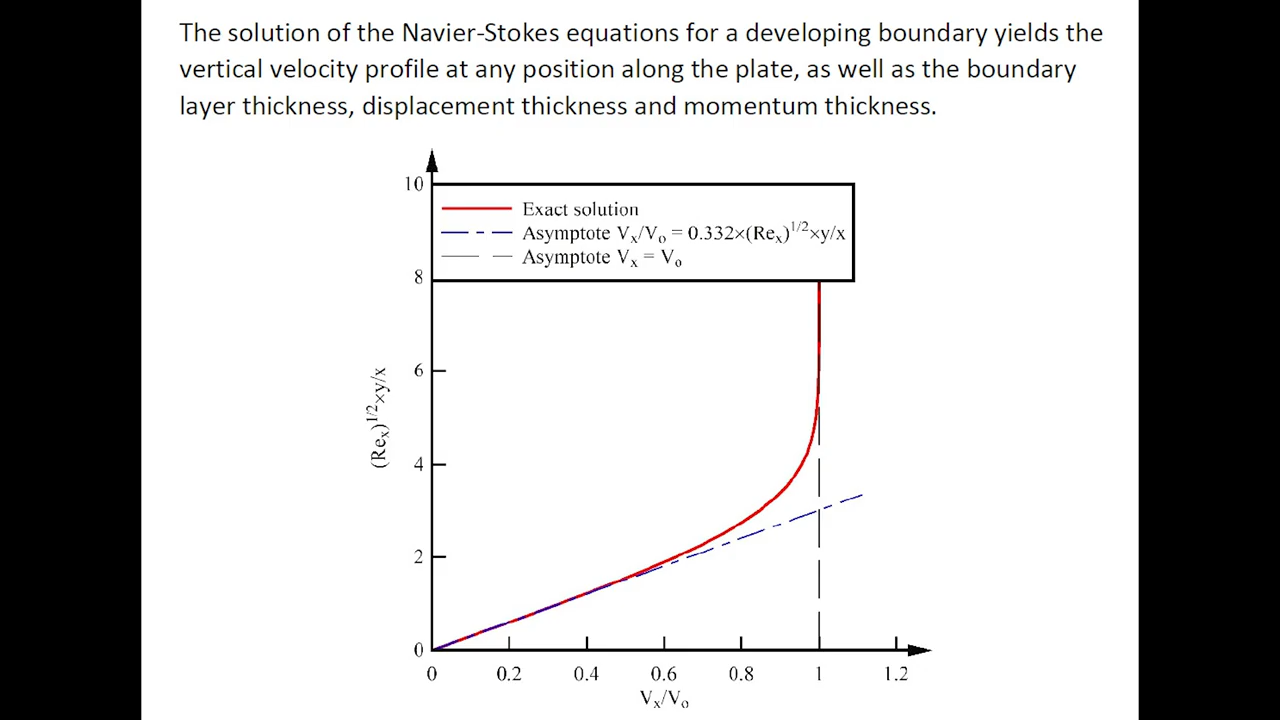 The solution of the Navier-Stokes equations for a developing boundary yields the
vertical velocity profile at any position along the plate, as well as the boundary
layer thickness, displacement thickness and momentum thickness.
10
Exact solution
Asymptote Vₓ/Vₒ = 0.332×(Reₓ)^1/2×y/x
Asymptote Vₓ = Vₒ
8
6
(Reₓ)^1/2×y/x
4
2
0
0 0.2 0.4 0.6 0.8 1 1.2
Vₓ/Vₒ